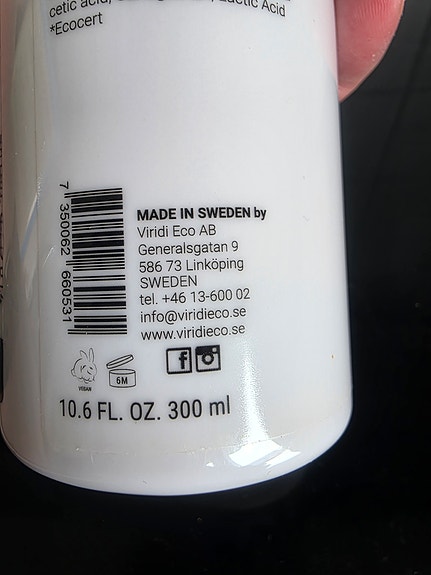 cetic acid, Lactic Acid
*Ecocert
7 350062 660531
MADE IN SWEDEN by
Viridi Eco AB
Generalsgatan 9
586 73 Linköping
SWEDEN
tel. +46 13-600 02
info@viridieco.se
www.viridieco.se
VEGAN
6M
10.6 FL. OZ. 300 ml